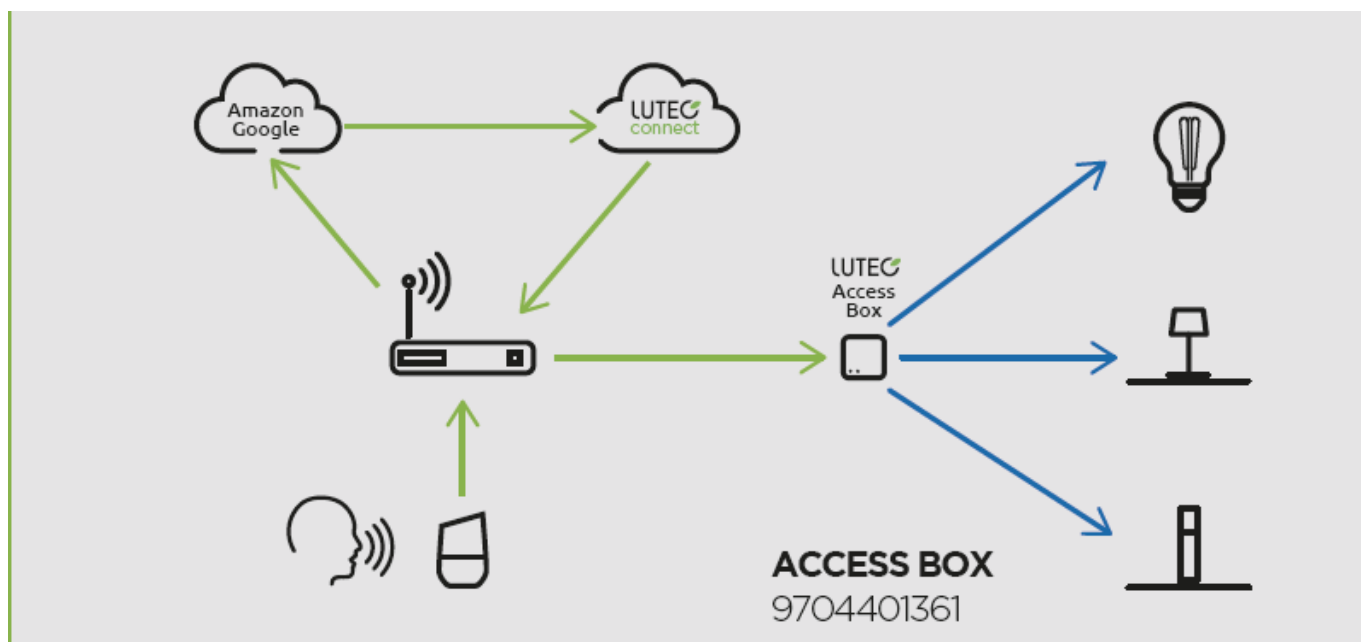 Amazon
Google
LUTEC
connect
LUTEC
Access
Box
ACCESS BOX
9704401361